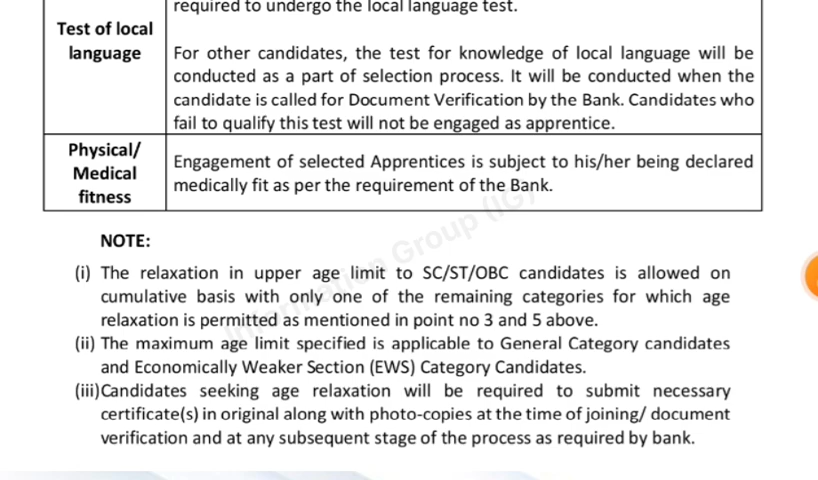 required to undergo the local language test.
Test of local
language
For other candidates, the test for knowledge of local language will be
conducted as a part of selection process. It will be conducted when the
candidate is called for Document Verification by the Bank. Candidates who
fail to qualify this test will not be engaged as apprentice.
Physical/
Medical
fitness
Engagement of selected Apprentices is subject to his/her being declared
medically fit as per the requirement of the Bank.
Information Group (IG)
NOTE:
(i) The relaxation in upper age limit to SC/ST/OBC candidates is allowed on
cumulative basis with only one of the remaining categories for which age
relaxation is permitted as mentioned in point no 3 and 5 above.
(ii) The maximum age limit specified is applicable to General Category candidates
and Economically Weaker Section (EWS) Category Candidates.
(iii)Candidates seeking age relaxation will be required to submit necessary
certificate(s) in original along with photo-copies at the time of joining/ document
verification and at any subsequent stage of the process as required by bank.